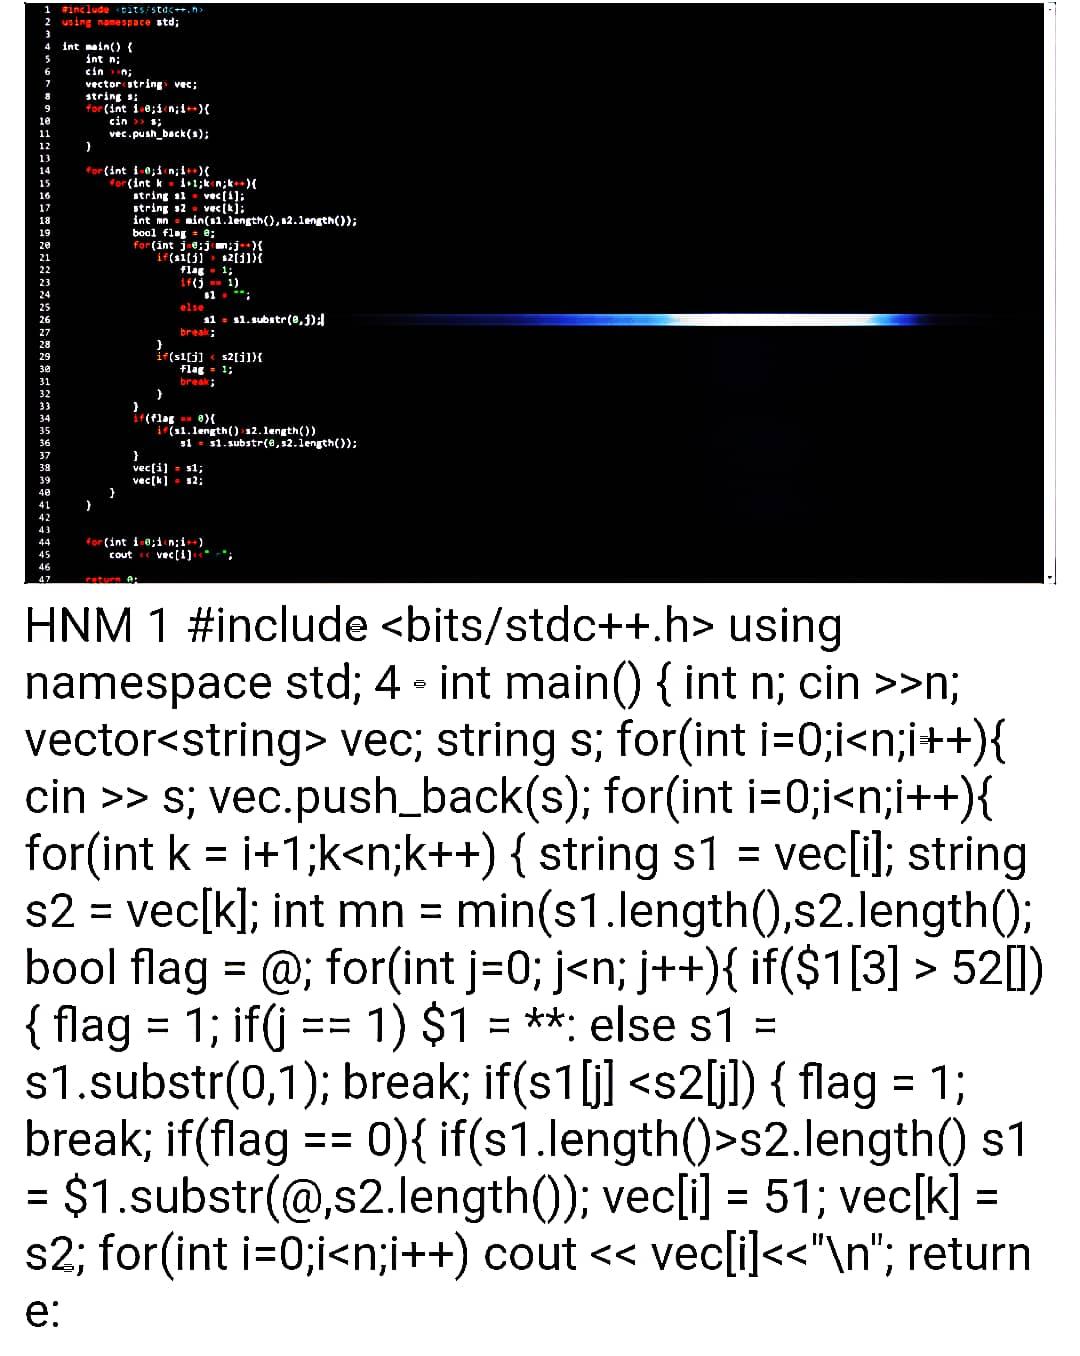 1 #include <bits/stdc++.h>
2 using namespace std;
3
4 int main() {
5 int n;
6 cin >>n;
7 vector<string> vec;
8 string s;
9 for(int i=0;i<n;i++){
10 cin >> s;
11 vec.push_back(s);
12 }
13
14 for(int i=0;i<n;i++){
15 for(int k = i+1;k<n;k++){
16 string s1 = vec[i];
17 string s2 = vec[k];
18 int mn = min(s1.length(),s2.length());
19 bool flag = 0;
20 for(int j=0;j<mn;j++){
21 if(s1[j] > s2[j]){
22 flag = 1;
23 if(j == 1)
24 s1 = "";
25 else
26 s1 = s1.substr(0,j);
27 break;
28 }
29 if(s1[j] < s2[j]){
30 flag = 1;
31 break;
32 }
33 }
34 if(flag == 0){
35 if(s1.length()>s2.length())
36 s1 = s1.substr(0,s2.length());
37 }
38 vec[i] = s1;
39 vec[k] = s2;
40 }
41 }
42
43
44 for(int i=0;i<n;i++)
45 cout << vec[i]<<
46
47 return 0;
HNM 1 #include <bits/stdc++.h> using
namespace std; 4 - int main() { int n; cin >>n;
vector<string> vec; string s; for(int i=0;i<n;i++){
cin >> s; vec.push_back(s); for(int i=0;i<n;i++){
for(int k = i+1;k<n;k++) { string s1 = vec[i]; string
s2 = vec[k]; int mn = min(s1.length(),s2.length();
bool flag = @; for(int j=0; j<n; j++){ if($1[3] > 52[])
{ flag = 1; if(j == 1) $1 = **: else s1 =
s1.substr(0,1); break; if(s1[j] <s2[j]) { flag = 1;
break; if(flag == 0){ if(s1.length()>s2.length() s1
= $1.substr(@,s2.length()); vec[i] = 51; vec[k] =
s2; for(int i=0;i<n;i++) cout << vec[i]<<"\n"; return
e: